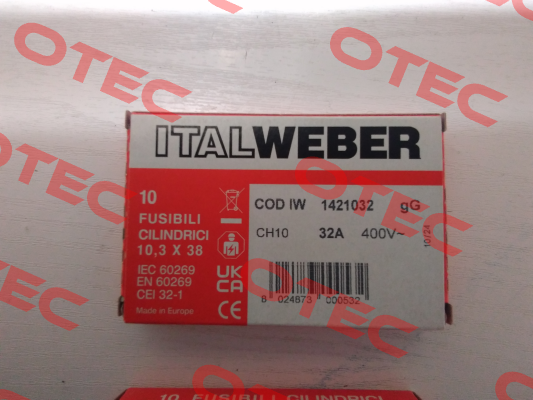 ITALWEBER
10
FUSIBILI
CILINDRICI
10,3 X 38
IEC 60269
EN 60269
CEI 32-1
Made in Europe
UK
CA
CE
COD IW 1421032 gG
CH10 32A 400V~
10/24
8 024873 000532
10 FUSIBILI CILINDRICI
OTEC
OTEC
OTEC
OTEC
OTEC
OTEC
OTEC
OTEC